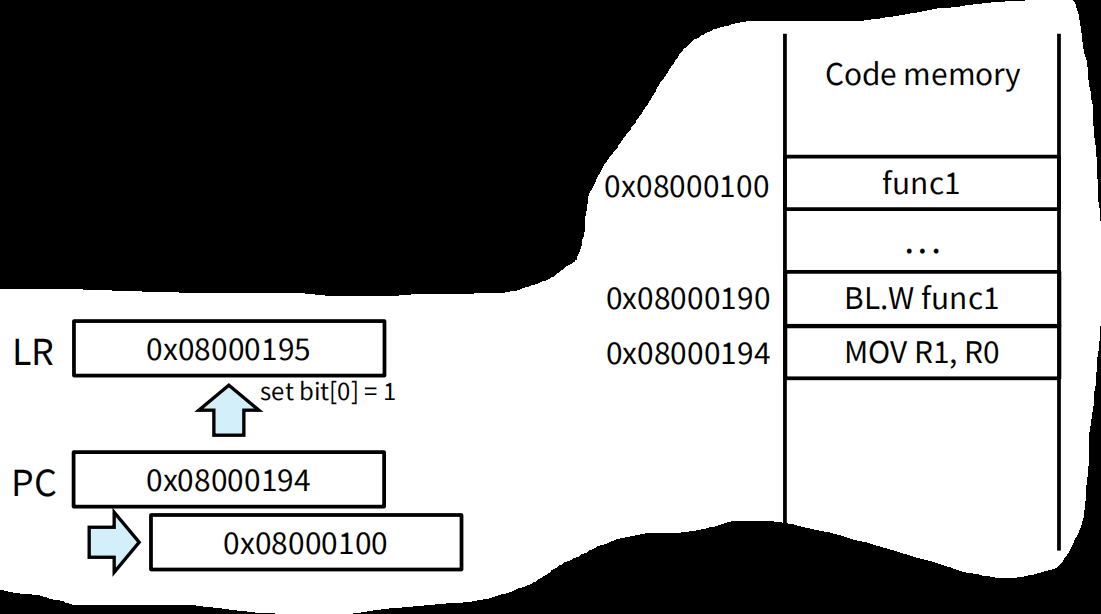 Code memory
0x08000100 func1
...
0x08000190 BL.W func1
0x08000194 MOV R1, R0
LR 0x08000195
set bit[0] = 1
PC 0x08000194
0x08000100